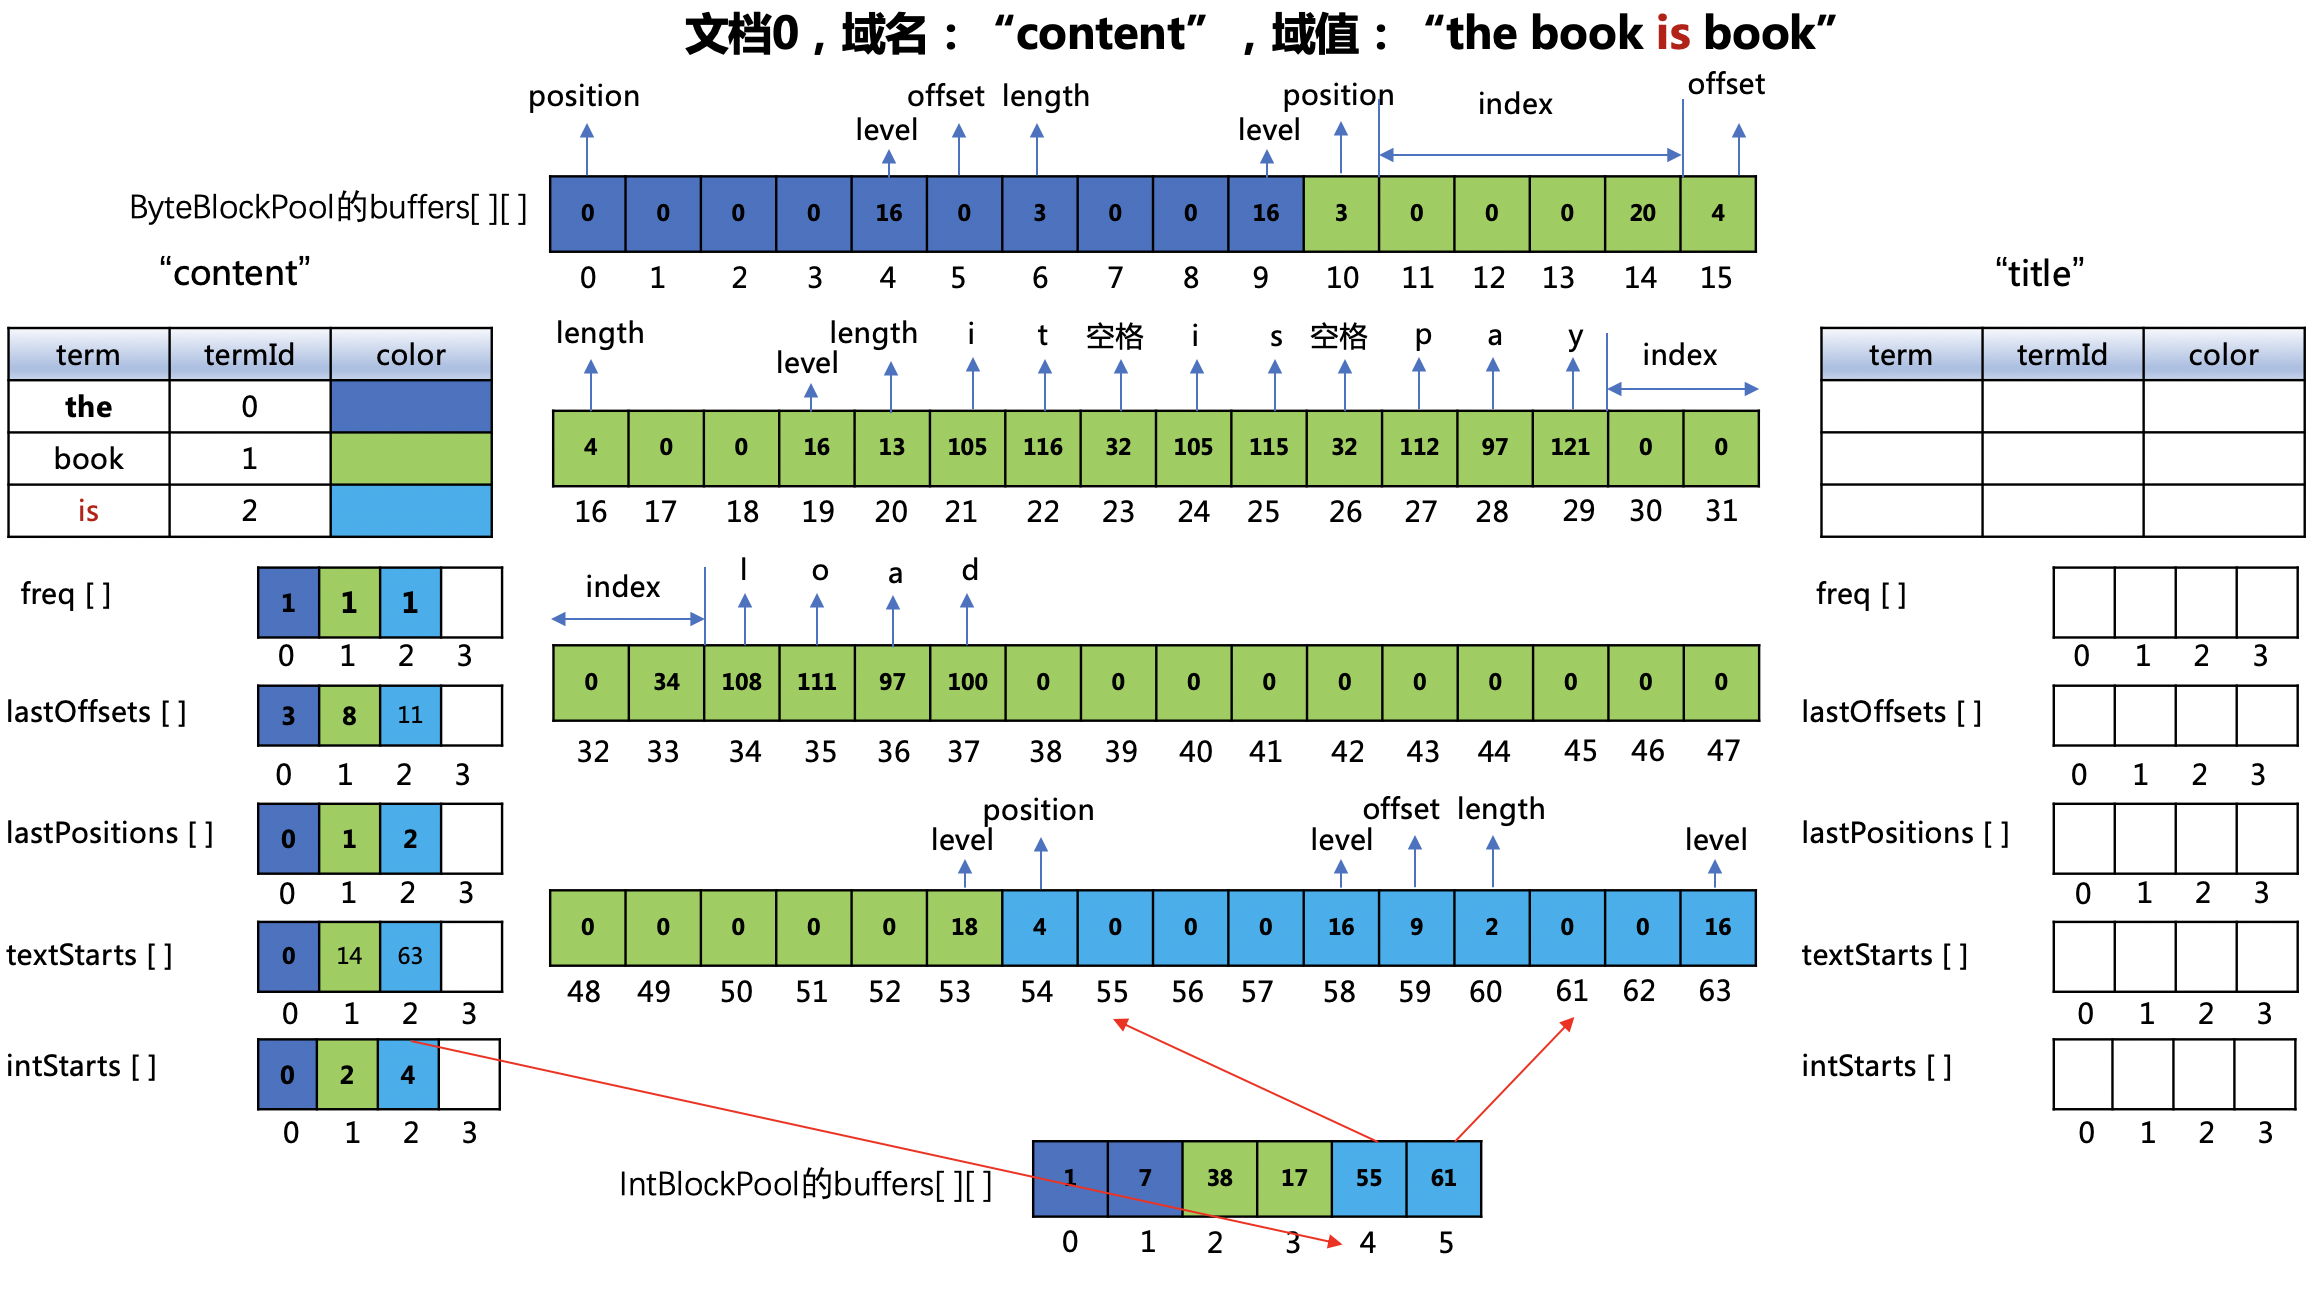 文档0，域名：“content”，域值：“the book is book”
position offset length position index offset
level level
ByteBlockPool的buffers[ ][ ] 0 0 0 0 16 0 3 0 0 16 3 0 0 0 20 4
0 1 2 3 4 5 6 7 8 9 10 11 12 13 14 15
“content”
term termId color
the 0
book 1
is 2
length level length i t 空格 i s 空格 p a y index
4 0 0 16 13 105 116 32 105 115 32 112 97 121 0 0
16 17 18 19 20 21 22 23 24 25 26 27 28 29 30 31
index l o a d
0 34 108 111 97 100 0 0 0 0 0 0 0 0 0 0
32 33 34 35 36 37 38 39 40 41 42 43 44 45 46 47
level position level offset length level
0 0 0 0 0 18 4 0 0 0 16 9 2 0 0 16
48 49 50 51 52 53 54 55 56 57 58 59 60 61 62 63
freq [ ] 1 1 1
0 1 2 3
lastOffsets [ ] 3 8 11
0 1 2 3
lastPositions [ ] 0 1 2
0 1 2 3
textStarts [ ] 0 14 63
0 1 2 3
intStarts [ ] 0 2 4
0 1 2 3
IntBlockPool的buffers[ ][ ] 1 7 38 17 55 61
0 1 2 3 4 5
“title”
term termId color
freq [ ]
0 1 2 3
lastOffsets [ ]
0 1 2 3
lastPositions [ ]
0 1 2 3
textStarts [ ]
0 1 2 3
intStarts [ ]
0 1 2 3